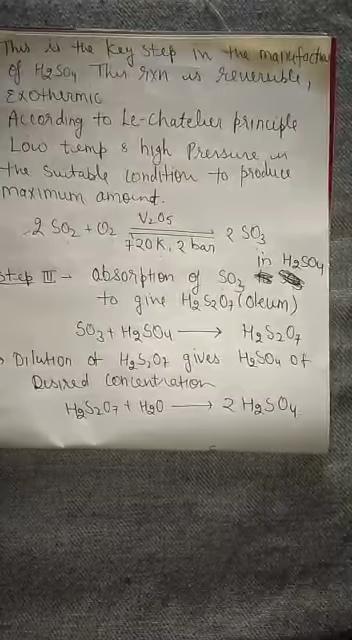 This is the key step in the manufactur
of H₂SO₄ This rxn is reversible,
Exothermic
According to Le-Chatelier principle
Low temp & high Pressure is
the suitable condition to produce
maximum amount.
2 SO₂ + O₂ ⇌ 2 SO₃
V₂O₅
720K, 2 bar
in H₂SO₄
Step III - absorption of SO₃
to give H₂S₂O₇ (Oleum)
SO₃ + H₂SO₄ → H₂S₂O₇
Dilution of H₂S₂O₇ gives H₂SO₄ of
Desired Concentration
H₂S₂O₇ + H₂O → 2 H₂SO₄